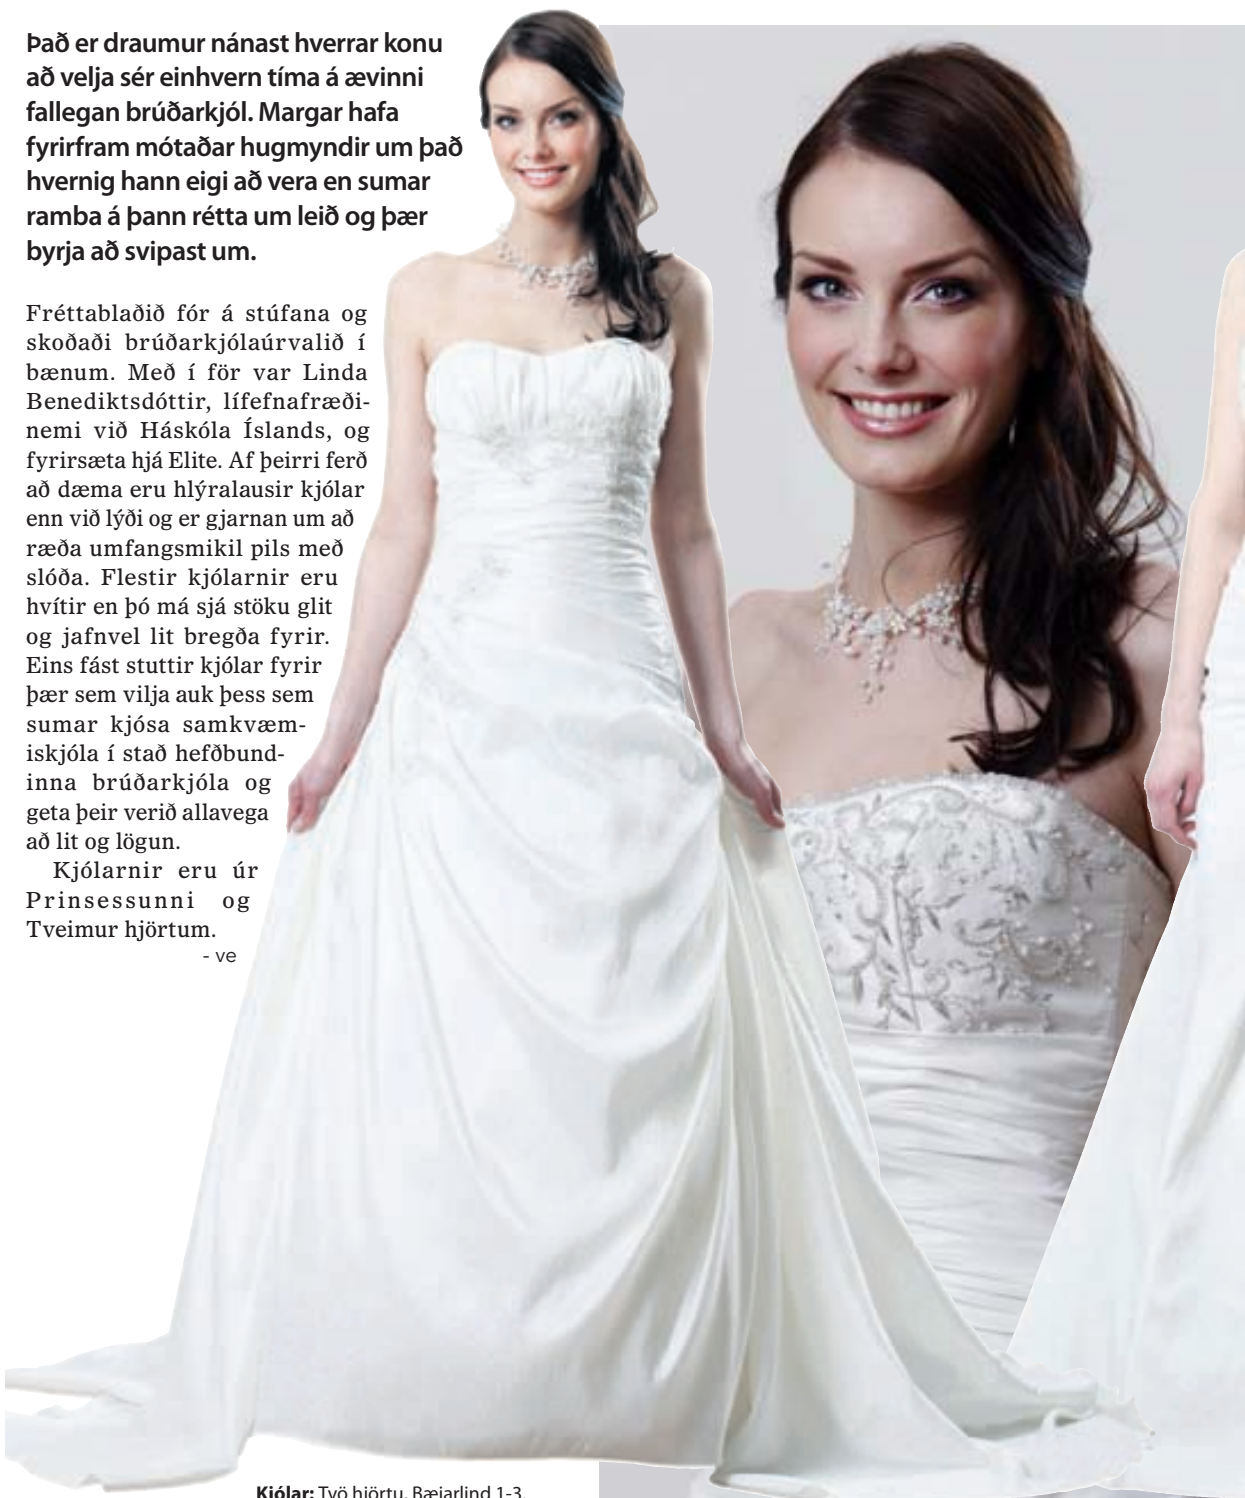 Það er draumur nánast hverrar konu
að velja sér einhvern tíma á ævinni
fallegan brúðarkjól. Margar hafa
fyrirfram mótaðar hugmyndir um það
hvernig hann eigi að vera en sumar
ramba á þann rétta um leið og þær
byrja að svipast um.
Fréttablaðið fór á stúfana og
skoðaði brúðarkjólaúrvalið í
bænum. Með í för var Linda
Benediktsdóttir, lífefnafræði-
nemi við Háskóla Íslands, og
fyrirsæta hjá Elite. Af þeirri ferð
að dæma eru hlýralausir kjólar
enn við lýði og er gjarnan um að
ræða umfangsmikil pils með
slóða. Flestir kjólarnir eru
hvítir en þó má sjá stöku glit
og jafnvel lit bregða fyrir.
Eins fást stuttir kjólar fyrir
þær sem vilja auk þess sem
sumar kjósa samkvæm-
iskjóla í stað hefðbund-
inna brúðarkjóla og
geta þeir verið allavega
að lit og lögun.
Kjólarnir eru úr
Prinsessunni og
Tveimur hjörtum.
- ve
Kjólar: Tvö hjörtu, Bæjarlind 1-3.